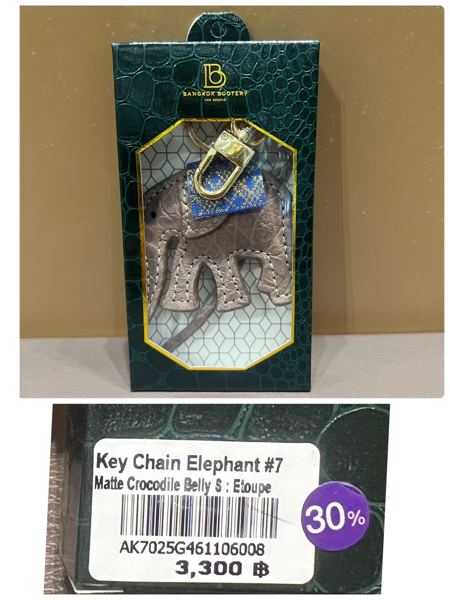 B
BANGKOK BOOTERY
Key Chain Elephant #7
Matte Crocodile Belly S : Etoupe
AK7025G461106008
3,300 ฿
30%